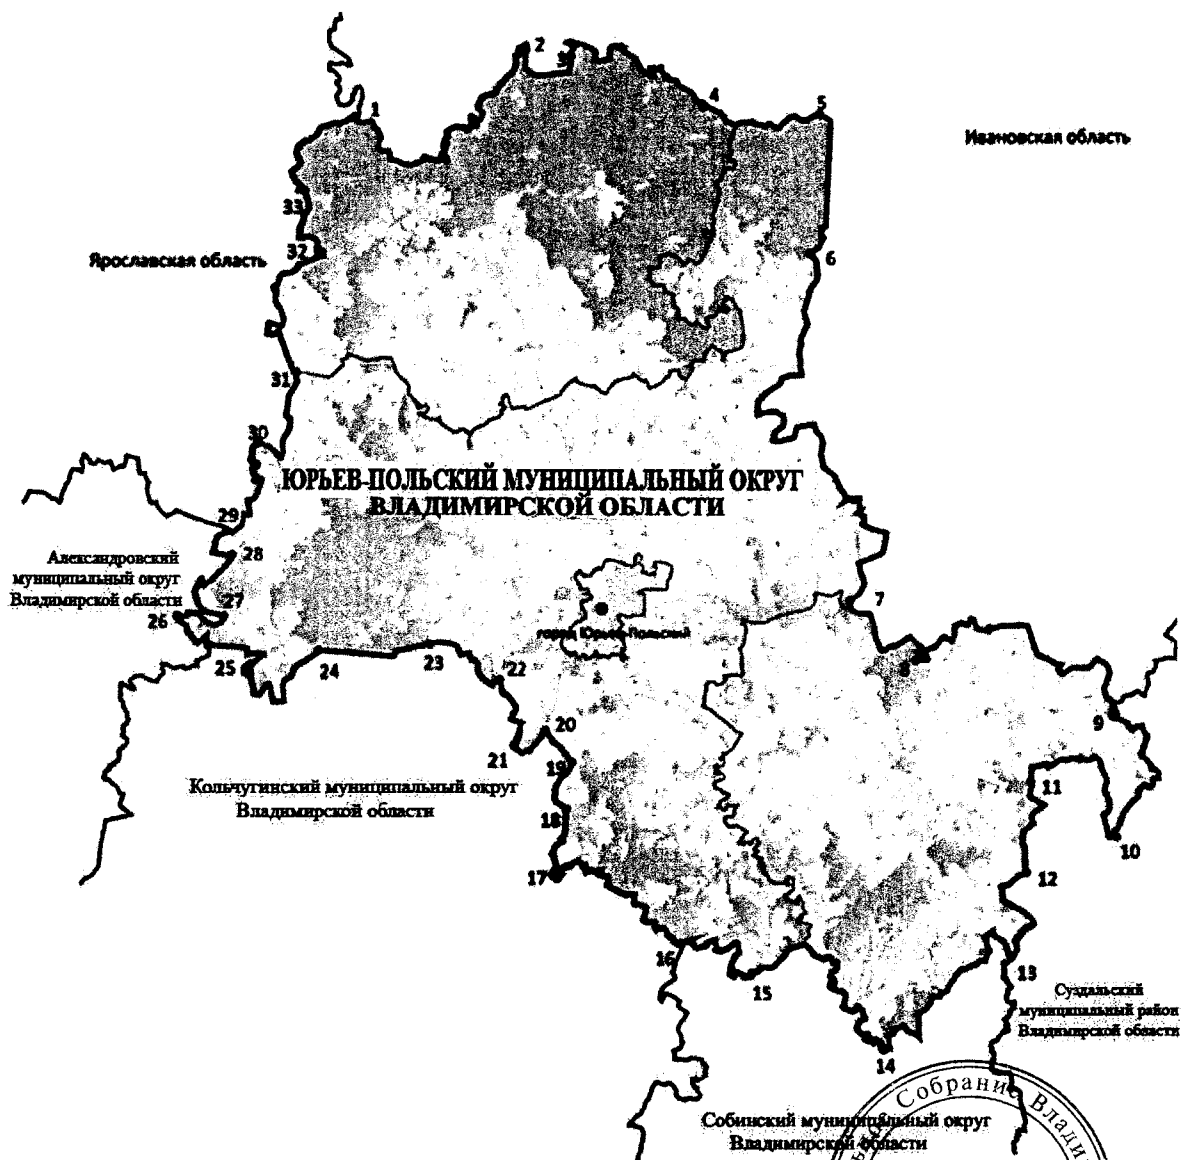 2
3
4
5
1
Ивановская область
33
32
Ярославская область
6
31
30
ЮРЬЕВ-ПОЛЬСКИЙ МУНИЦИПАЛЬНЫЙ ОКРУГ
ВЛАДИМИРСКОЙ ОБЛАСТИ
29
28
Александровский
муниципальный округ
Владимирской области
27
26
7
город Юрьев-Польский
8
25
24
23
22
9
20
21
19
Кольчугинский муниципальный округ
Владимирской области
11
18
10
17
12
16
15
13
Суздальский
муниципальный район
Владимирской области
14
Собрание Влади
Собинский муниципальный округ
Владимирской области